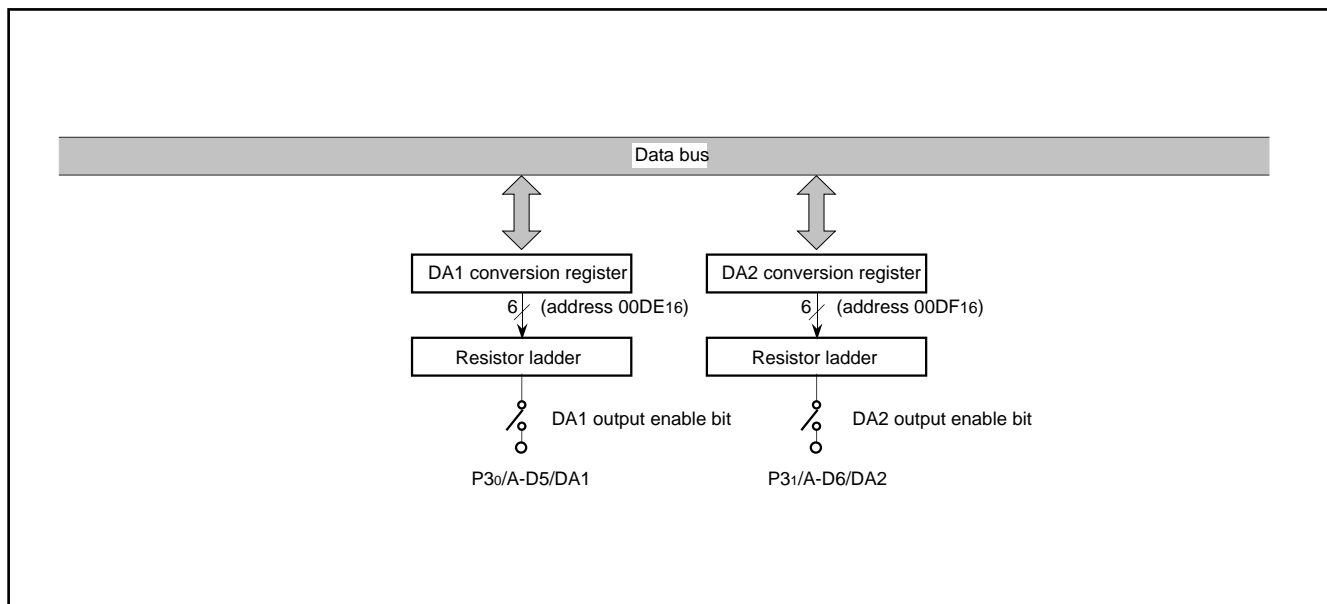 Data bus
DA1 conversion register
DA2 conversion register
6 (address 00DE16)
6 (address 00DF16)
Resistor ladder
Resistor ladder
DA1 output enable bit
DA2 output enable bit
P30/A-D5/DA1
P31/A-D6/DA2